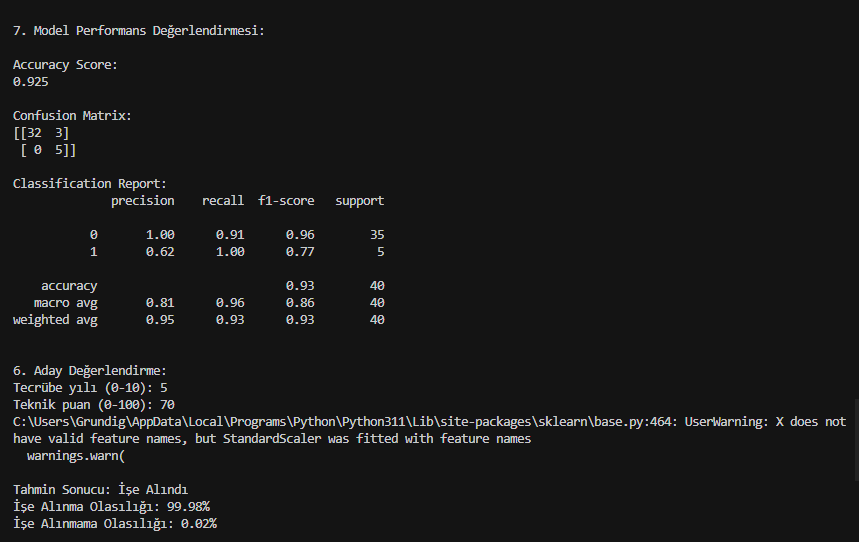 7. Model Performans Değerlendirmesi:
Accuracy Score:
0.925
Confusion Matrix:
[[32  3]
 [ 0  5]]
Classification Report:
              precision    recall  f1-score   support
           0       1.00      0.91      0.96        35
           1       0.62      1.00      0.77         5
    accuracy                           0.93        40
   macro avg       0.81      0.96      0.86        40
weighted avg       0.95      0.93      0.93        40
6. Aday Değerlendirme:
Tecrübe yılı (0-10): 5
Teknik puan (0-100): 70
C:\Users\Grundig\AppData\Local\Programs\Python\Python311\Lib\site-packages\sklearn\base.py:464: UserWarning: X does not
have valid feature names, but StandardScaler was fitted with feature names
  warnings.warn(
Tahmin Sonucu: İşe Alındı
İşe Alınma Olasılığı: 99.98%
İşe Alınmama Olasılığı: 0.02%